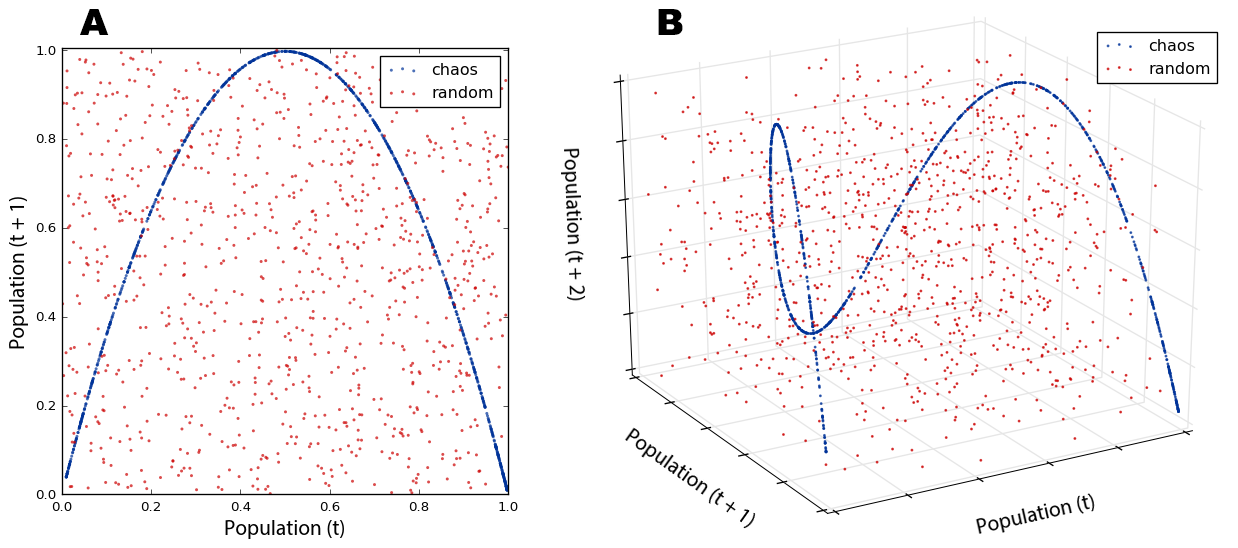 A
chaos
random
1.0
0.8
0.6
0.4
0.2
0.0
0.0 0.2 0.4 0.6 0.8 1.0
Population (t + 1)
Population (t)
B
chaos
random
Population (t + 2)
Population (t + 1)
Population (t)